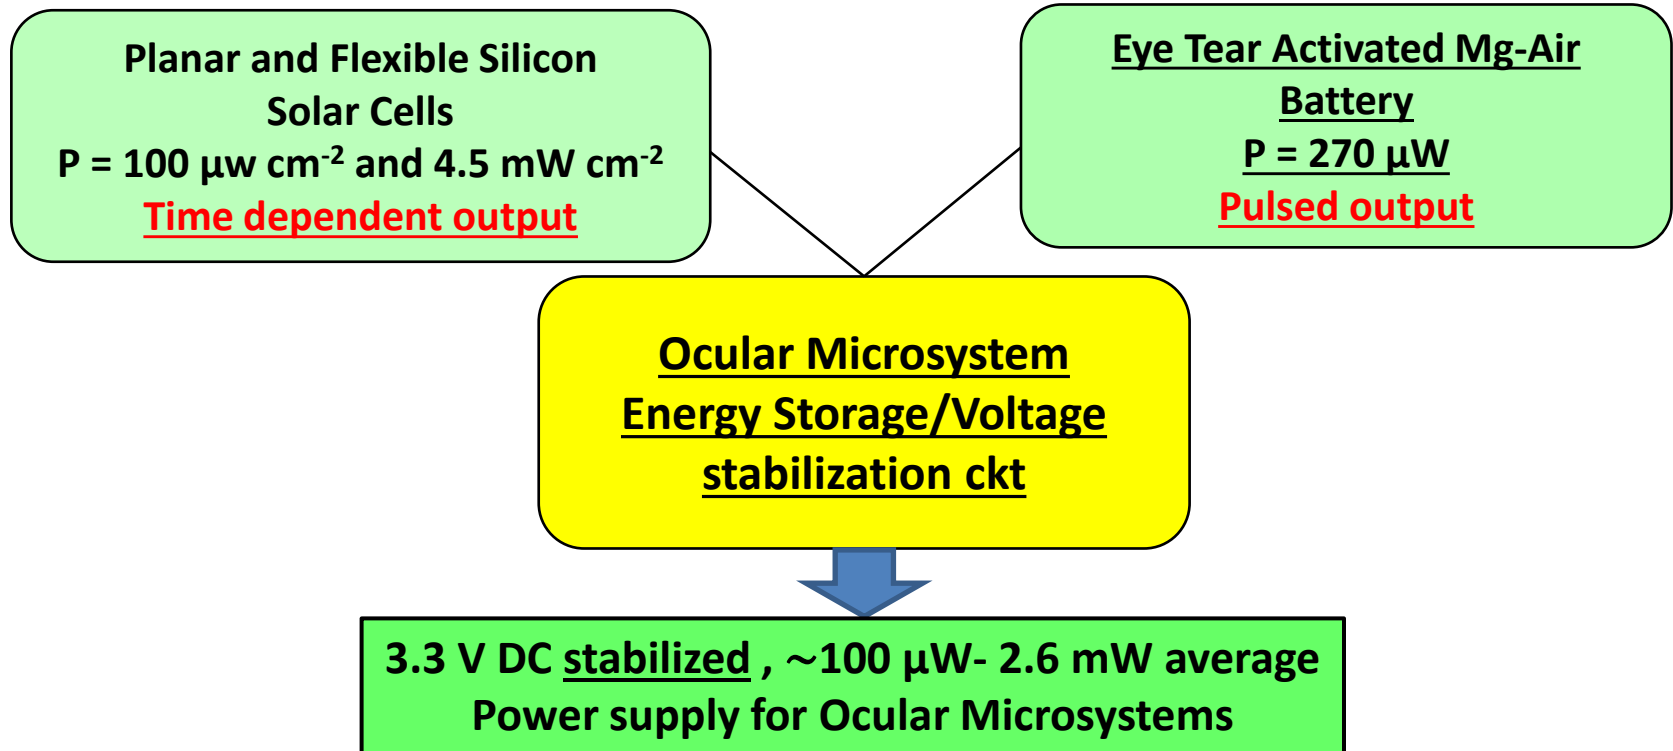 Planar and Flexible Silicon
Solar Cells
P = 100 µw cm⁻² and 4.5 mW cm⁻²
Time dependent output
Eye Tear Activated Mg-Air
Battery
P = 270 µW
Pulsed output
Ocular Microsystem
Energy Storage/Voltage
stabilization ckt
3.3 V DC stabilized , ~100 µW- 2.6 mW average
Power supply for Ocular Microsystems